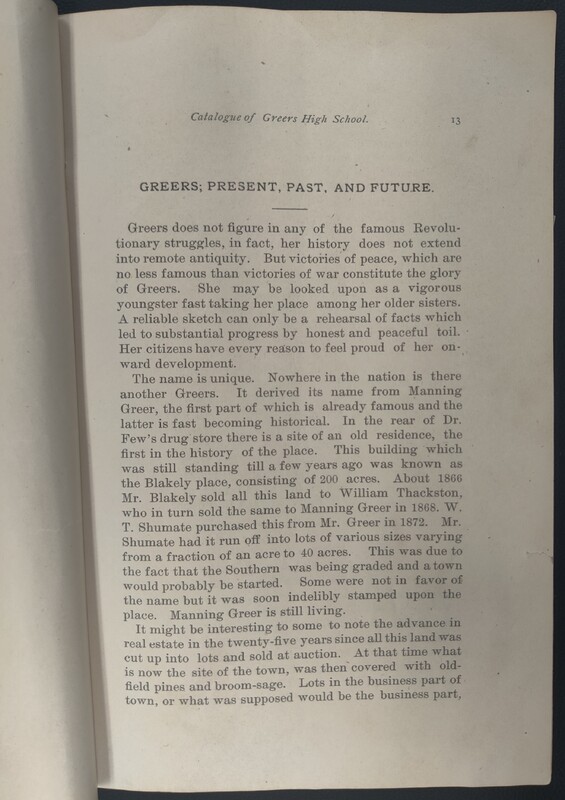 Catalogue of Greers High School. 13
GREERS; PRESENT, PAST, AND FUTURE.
Greers does not figure in any of the famous Revolu-
tionary struggles, in fact, her history does not extend
into remote antiquity. But victories of peace, which are
no less famous than victories of war constitute the glory
of Greers. She may be looked upon as a vigorous
youngster fast taking her place among her older sisters.
A reliable sketch can only be a rehearsal of facts which
led to substantial progress by honest and peaceful toil.
Her citizens have every reason to feel proud of her on-
ward development.
The name is unique. Nowhere in the nation is there
another Greers. It derived its name from Manning
Greer, the first part of which is already famous and the
latter is fast becoming historical. In the rear of Dr.
Few's drug store there is a site of an old residence, the
first in the history of the place. This building which
was still standing till a few years ago was known as
the Blakely place, consisting of 200 acres. About 1866
Mr. Blakely sold all this land to William Thackston,
who in turn sold the same to Manning Greer in 1868. W.
T. Shumate purchased this from Mr. Greer in 1872. Mr.
Shumate had it run off into lots of various sizes varying
from a fraction of an acre to 40 acres. This was due to
the fact that the Southern was being graded and a town
would probably be started. Some were not in favor of
the name but it was soon indelibly stamped upon the
place. Manning Greer is still living.
It might be interesting to some to note the advance in
real estate in the twenty-five years since all this land was
cut up into lots and sold at auction. At that time what
is now the site of the town, was then covered with old-
field pines and broom-sage. Lots in the business part of
town, or what was supposed would be the business part,